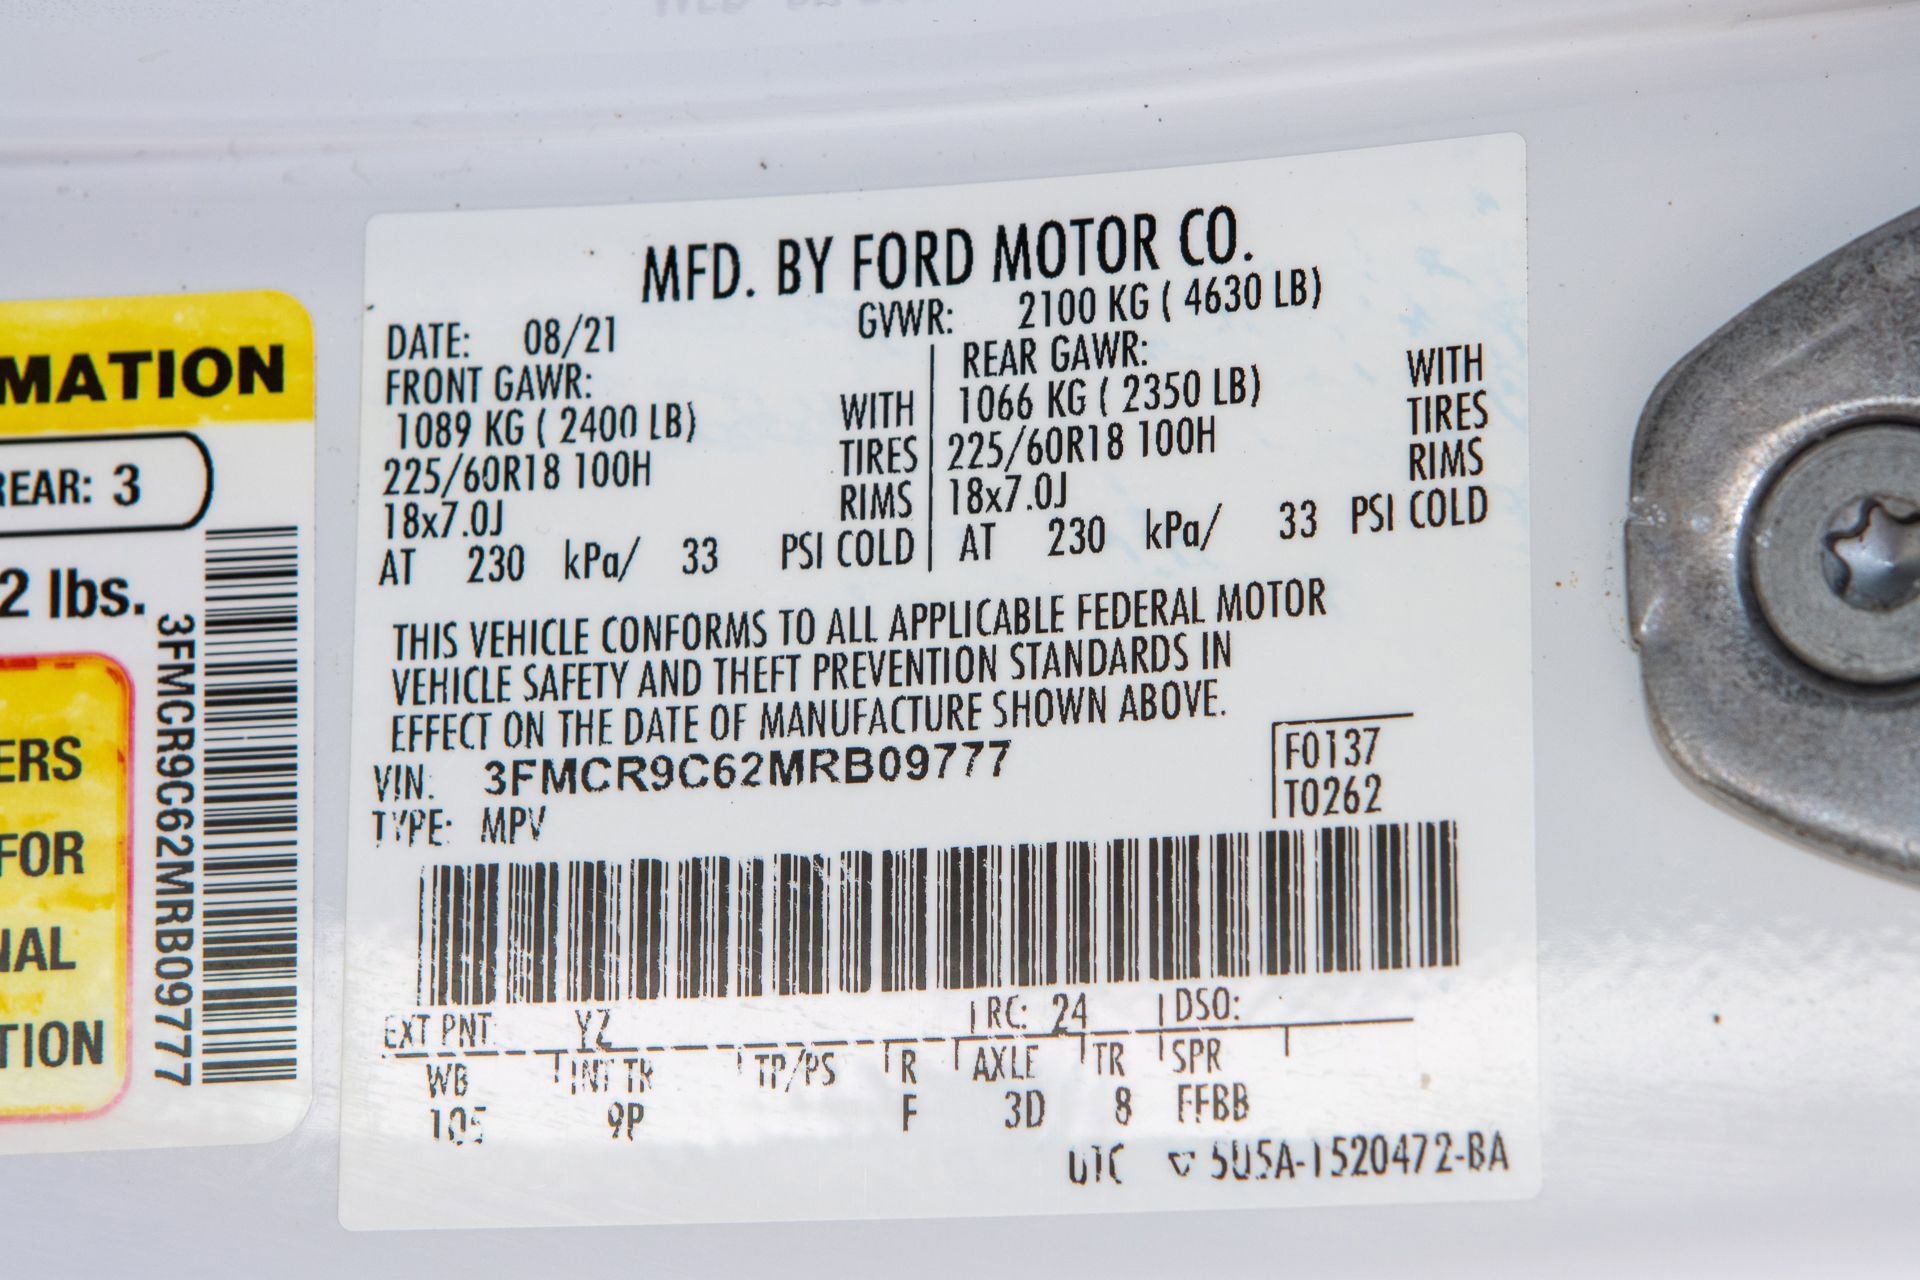 MATION
REAR: 3
2 lbs.
ERS
FOR
NAL
TION
3FMCR9C62MRB09777
MFD. BY FORD MOTOR CO.
DATE: 08/21 GVWR: 2100 KG ( 4630 LB)
FRONT GAWR: REAR GAWR:
1089 KG ( 2400 LB) WITH 1066 KG ( 2350 LB) WITH
225/60R18 100H TIRES 225/60R18 100H TIRES
18x7.0J RIMS 18x7.0J RIMS
AT 230 kPa/ 33 PSI COLD AT 230 kPa/ 33 PSI COLD
THIS VEHICLE CONFORMS TO ALL APPLICABLE FEDERAL MOTOR
VEHICLE SAFETY AND THEFT PREVENTION STANDARDS IN
EFFECT ON THE DATE OF MANUFACTURE SHOWN ABOVE.
VIN: 3FMCR9C62MRB09777
TYPE: MPV
F0137
T0262
EXT PNT: YZ RC: 24 DSO:
WB INT TR TP/PS R AXLE TR SPR
105 9P F 3D 8 FFBB
UTC 5U5A-1520472-BA